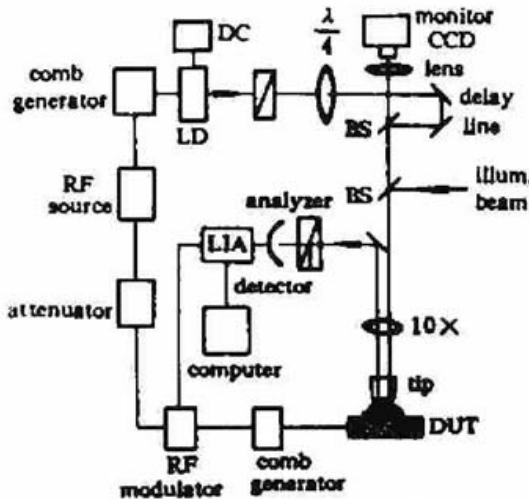 DC
λ/4
monitor
CCD
lens
comb
generator
LD
delay
line
BS
RF
source
BS
illum.
beam
analyzer
LIA
detector
attenuator
10×
computer
tip
DUT
RF
modulator
comb
generator